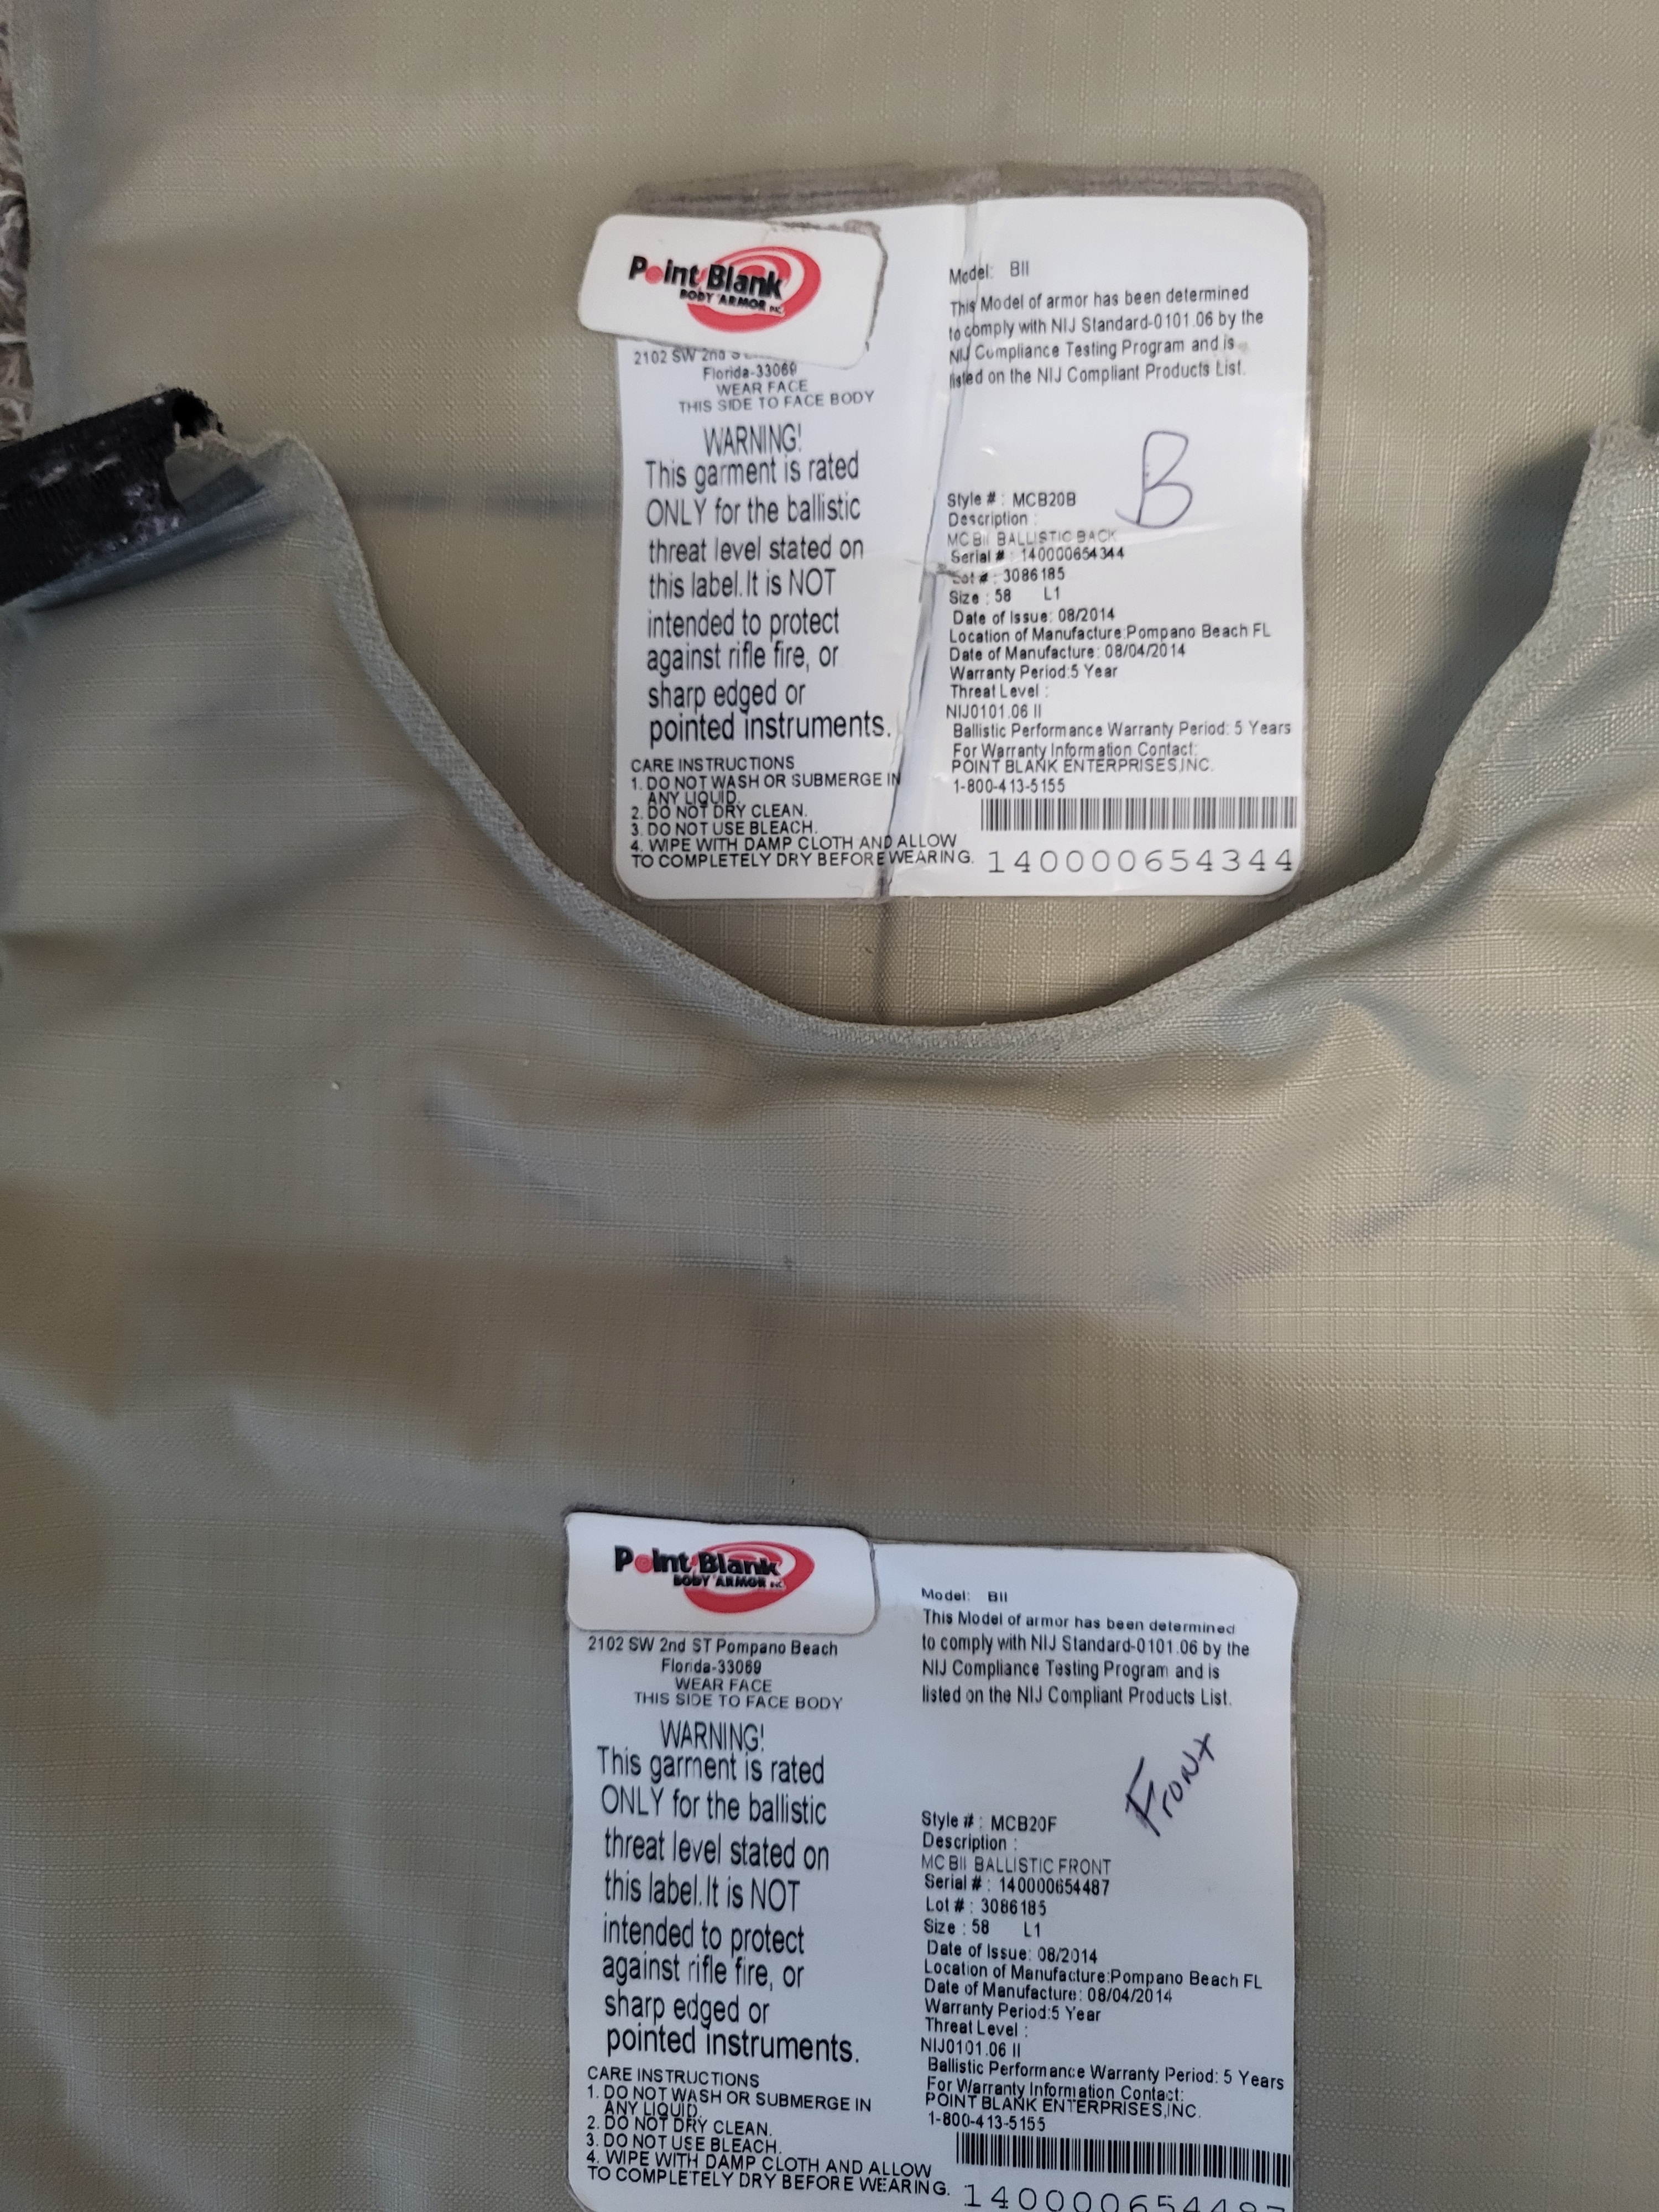 Point Blank
BODY ARMOR INC.
2102 SW 2nd S
Florida-33069
WEAR FACE
THIS SIDE TO FACE BODY
WARNING!
This garment is rated
ONLY for the ballistic
threat level stated on
this label.It is NOT
intended to protect
against rifle fire, or
sharp edged or
pointed instruments.
CARE INSTRUCTIONS
1. DO NOT WASH OR SUBMERGE IN
ANY LIQUID.
2. DO NOT DRY CLEAN.
3. DO NOT USE BLEACH.
4. WIPE WITH DAMP CLOTH AND ALLOW
TO COMPLETELY DRY BEFORE WEARING.
Model: BII
This Model of armor has been determined
to comply with NIJ Standard-0101.06 by the
NIJ Compliance Testing Program and is
listed on the NIJ Compliant Products List.
B
Style # : MCB20B
Description :
MC BII BALLISTIC BACK
Serial # : 140000654344
Lot # : 3086185
Size : 58 L1
Date of Issue: 08/2014
Location of Manufacture:Pompano Beach FL
Date of Manufacture: 08/04/2014
Warranty Period:5 Year
Threat Level :
NIJ0101.06 II
Ballistic Performance Warranty Period: 5 Years
For Warranty Information Contact:
POINT BLANK ENTERPRISES,INC.
1-800-413-5155
140000654344
Point Blank
BODY ARMOR INC.
2102 SW 2nd ST Pompano Beach
Florida-33069
WEAR FACE
THIS SIDE TO FACE BODY
WARNING!
This garment is rated
ONLY for the ballistic
threat level stated on
this label.It is NOT
intended to protect
against rifle fire, or
sharp edged or
pointed instruments.
CARE INSTRUCTIONS
1. DO NOT WASH OR SUBMERGE IN
ANY LIQUID.
2. DO NOT DRY CLEAN.
3. DO NOT USE BLEACH.
4. WIPE WITH DAMP CLOTH AND ALLOW
TO COMPLETELY DRY BEFORE WEARING.
Model: BII
This Model of armor has been determined
to comply with NIJ Standard-0101.06 by the
NIJ Compliance Testing Program and is
listed on the NIJ Compliant Products List.
Front
Style # : MCB20F
Description :
MC BII BALLISTIC FRONT
Serial # : 140000654487
Lot # : 3086185
Size : 58 L1
Date of Issue: 08/2014
Location of Manufacture:Pompano Beach FL
Date of Manufacture: 08/04/2014
Warranty Period:5 Year
Threat Level :
NIJ0101.06 II
Ballistic Performance Warranty Period: 5 Years
For Warranty Information Contact:
POINT BLANK ENTERPRISES,INC.
1-800-413-5155
140000654487